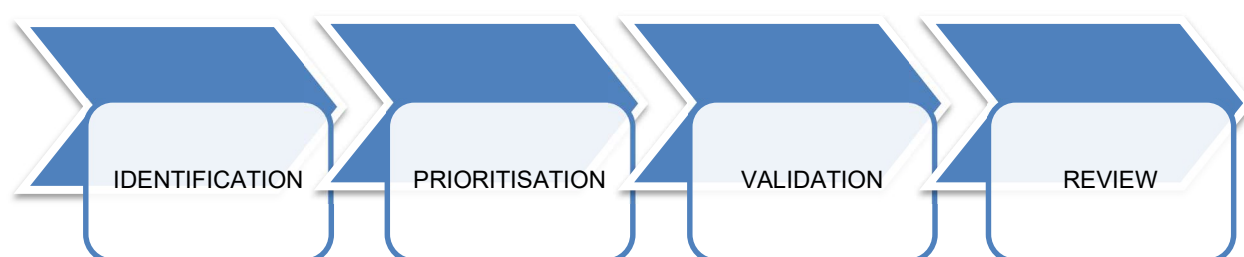 IDENTIFICATION
PRIORITISATION
VALIDATION
REVIEW